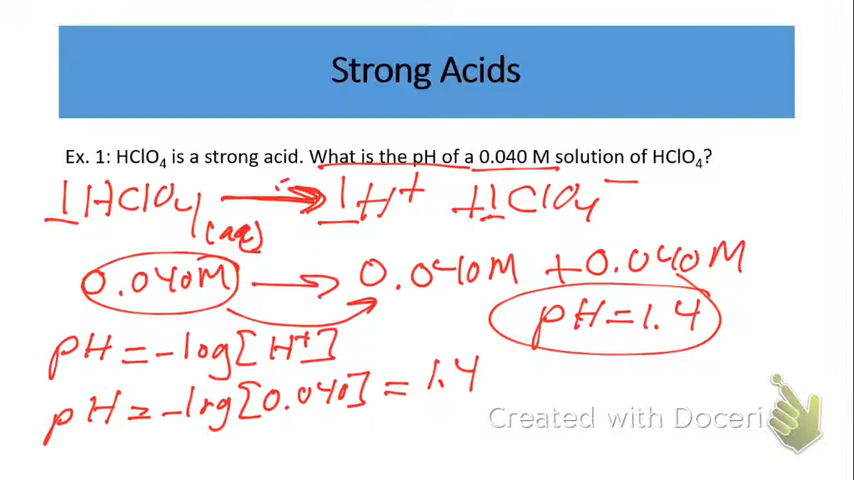 Strong Acids
Ex. 1: HClO₄ is a strong acid. What is the pH of a 0.040 M solution of HClO₄?
1HClO4(aq) → 1H+ + 1ClO4−
0.040M → 0.040M + 0.040M
pH=1.4
pH = -log[H+]
pH = -log[0.040] = 1.4
Created with Doceri